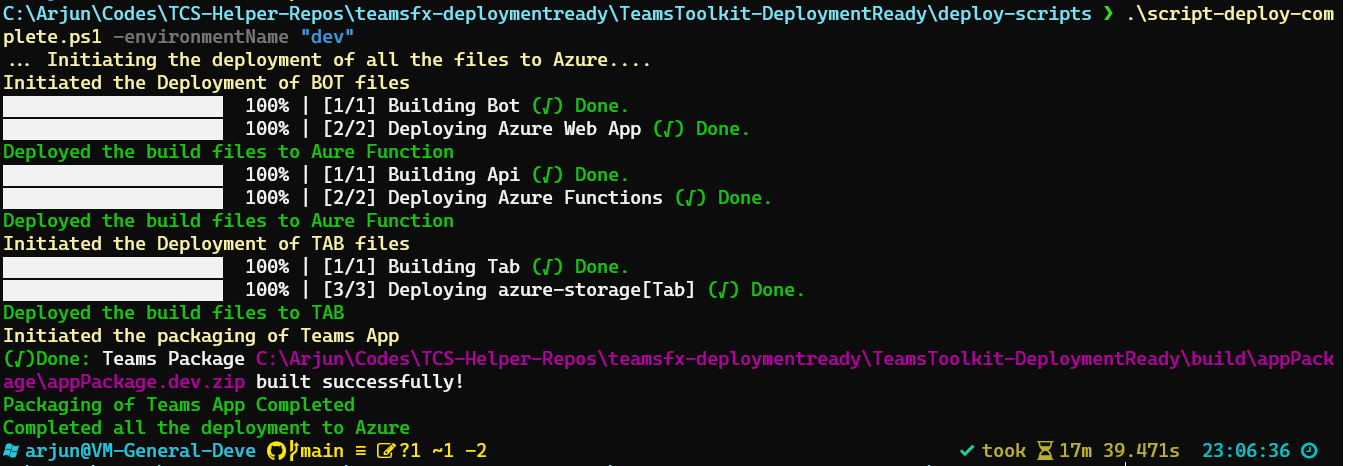 C:\Arjun\Codes\TCS-Helper-Repos\teamsfx-deploymentready\TeamsToolkit-DeploymentReady\deploy-scripts ❯ .\script-deploy-com
plete.ps1 -environmentName "dev"
... Initiating the deployment of all the files to Azure....
Initiated the Deployment of BOT files
100% | [1/1] Building Bot (√) Done.
100% | [2/2] Deploying Azure Web App (√) Done.
Deployed the build files to Aure Function
100% | [1/1] Building Api (√) Done.
100% | [2/2] Deploying Azure Functions (√) Done.
Deployed the build files to Aure Function
Initiated the Deployment of TAB files
100% | [1/1] Building Tab (√) Done.
100% | [3/3] Deploying azure-storage[Tab] (√) Done.
Deployed the build files to TAB
Initiated the packaging of Teams App
(√)Done: Teams Package C:\Arjun\Codes\TCS-Helper-Repos\teamsfx-deploymentready\TeamsToolkit-DeploymentReady\build\appPack
age\appPackage.dev.zip built successfully!
Packaging of Teams App Completed
Completed all the deployment to Azure
arjun@VM-General-Deve main ≡ ?1 ~1 -2 ✓ took 17m 39.471s 23:06:36